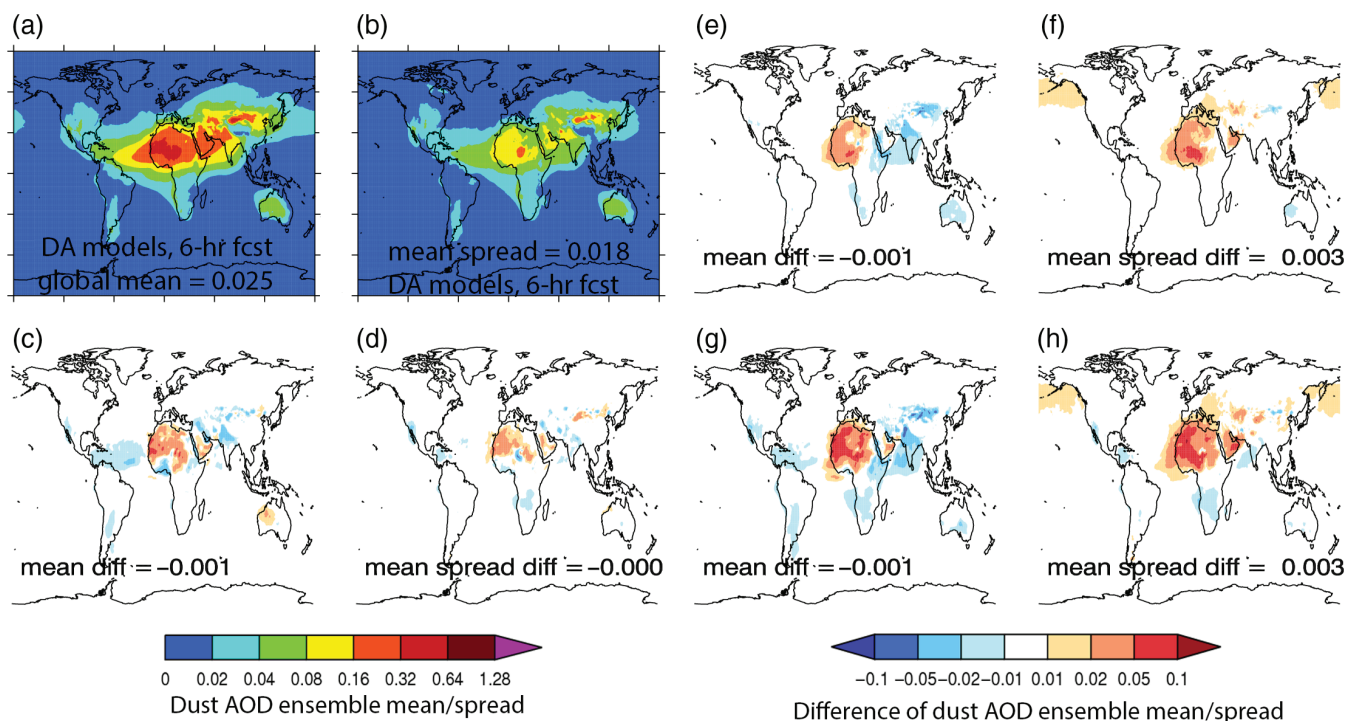 (a)
(b)
(e)
(f)
DA models, 6-hr fcst
global mean = 0.025
mean spread = 0.018
DA models, 6-hr fcst
mean diff = -0.001
mean spread diff = 0.003
(c)
(d)
(g)
(h)
mean diff = -0.001
mean spread diff = -0.000
mean diff = -0.001
mean spread diff = 0.003
0 0.02 0.04 0.08 0.16 0.32 0.64 1.28
Dust AOD ensemble mean/spread
-0.1 -0.05 -0.02 -0.01 0.01 0.02 0.05 0.1
Difference of dust AOD ensemble mean/spread